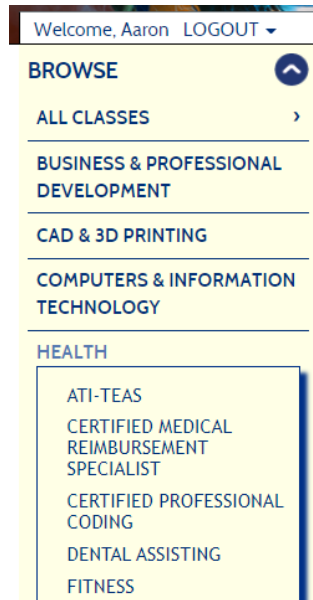 Welcome, Aaron LOGOUT
BROWSE
ALL CLASSES
BUSINESS & PROFESSIONAL
DEVELOPMENT
CAD & 3D PRINTING
COMPUTERS & INFORMATION
TECHNOLOGY
HEALTH
ATI-TEAS
CERTIFIED MEDICAL
REIMBURSEMENT
SPECIALIST
CERTIFIED PROFESSIONAL
CODING
DENTAL ASSISTING
FITNESS